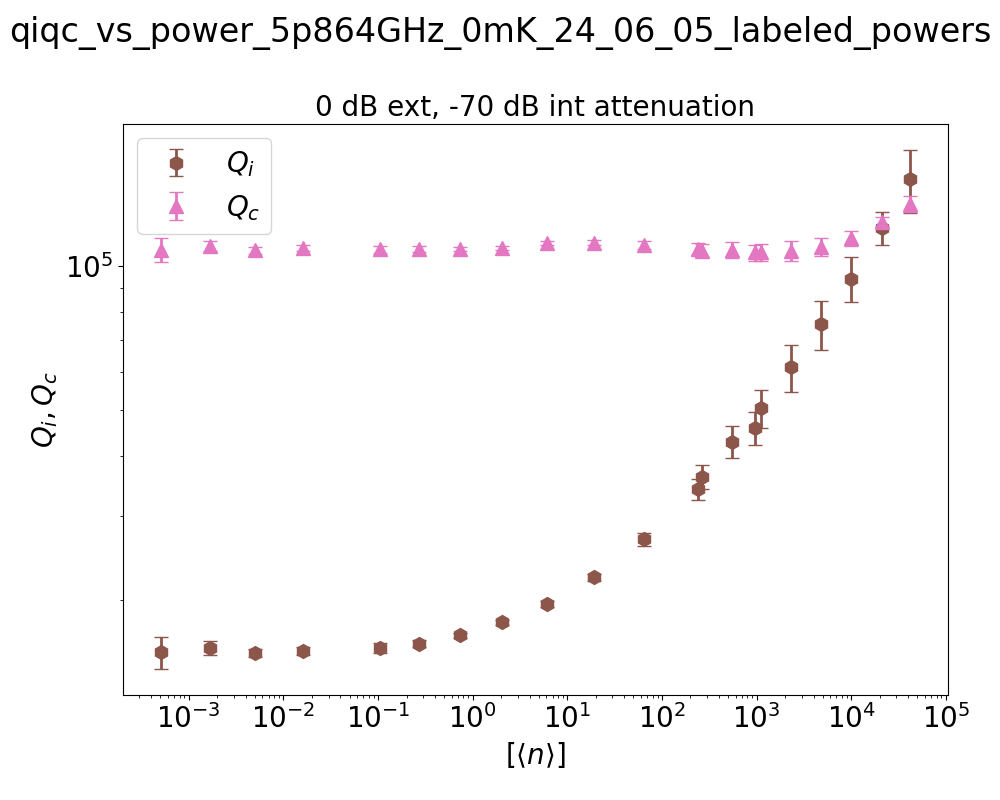 qiqc_vs_power_5p864GHz_0mK_24_06_05_labeled_powers
0 dB ext, -70 dB int attenuation
Q_i
Q_c
10^5
Q_i, Q_c
10^{-3} 10^{-2} 10^{-1} 10^0 10^1 10^2 10^3 10^4 10^5
[⟨n⟩]